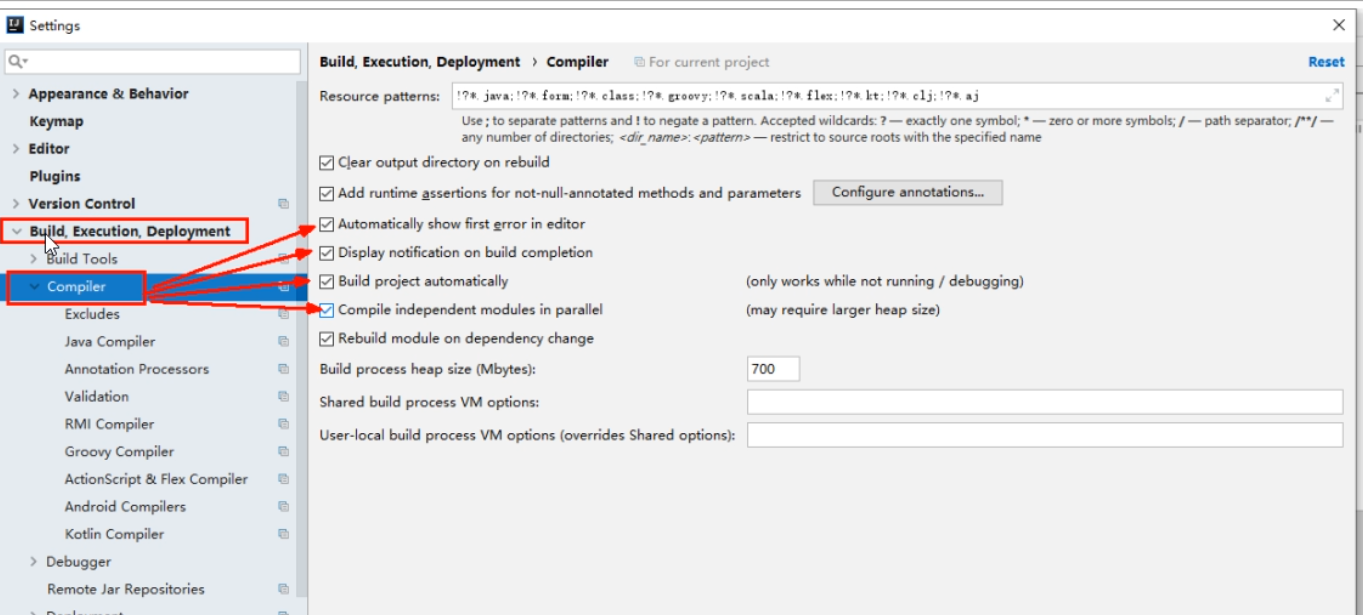 Settings
Build, Execution, Deployment › Compiler For current project Reset
Appearance & Behavior
Keymap
Editor
Plugins
Version Control
Build, Execution, Deployment
Build Tools
Compiler
Excludes
Java Compiler
Annotation Processors
Validation
RMI Compiler
Groovy Compiler
ActionScript & Flex Compiler
Android Compilers
Kotlin Compiler
Debugger
Remote Jar Repositories
Resource patterns: !?*.java;!?*.form;!?*.class;!?*.groovy;!?*.scala;!?*.flex;!?*.kt;!?*.clj;!?*.aj
Use ; to separate patterns and ! to negate a pattern. Accepted wildcards: ? — exactly one symbol; * — zero or more symbols; / — path separator; /**/ —
any number of directories; <dir_name>:<pattern> — restrict to source roots with the specified name
Clear output directory on rebuild
Add runtime assertions for not-null-annotated methods and parameters Configure annotations...
Automatically show first error in editor
Display notification on build completion
Build project automatically (only works while not running / debugging)
Compile independent modules in parallel (may require larger heap size)
Rebuild module on dependency change
Build process heap size (Mbytes): 700
Shared build process VM options:
User-local build process VM options (overrides Shared options):